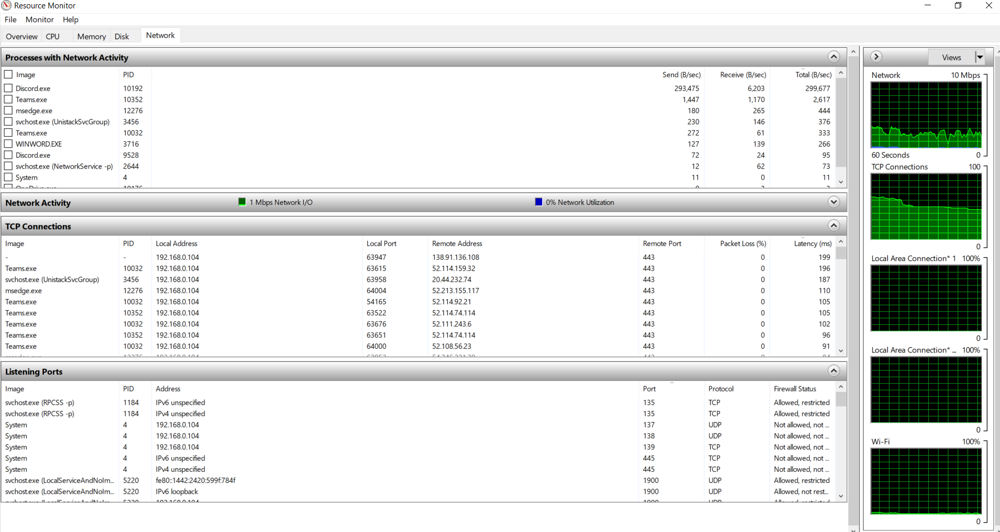 Resource Monitor
File Monitor Help
Overview CPU Memory Disk Network
Processes with Network Activity
Image PID Send (B/sec) Receive (B/sec) Total (B/sec)
Discord.exe 10192 293,475 6,203 299,677
Teams.exe 10352 1,447 1,170 2,617
msedge.exe 12276 180 265 444
svchost.exe (UnistackSvcGroup) 3456 230 146 376
Teams.exe 10032 272 61 333
WINWORD.EXE 3716 127 139 266
Discord.exe 9528 72 24 95
svchost.exe (NetworkService -p) 2644 12 62 73
System 4 11 0 11
Network Activity 1 Mbps Network I/O 0% Network Utilization
TCP Connections
Image PID Local Address Local Port Remote Address Remote Port Packet Loss (%) Latency (ms)
- - 192.168.0.104 63947 138.91.136.108 443 0 199
Teams.exe 10032 192.168.0.104 63615 52.114.159.32 443 0 196
svchost.exe (UnistackSvcGroup) 3456 192.168.0.104 63958 20.44.232.74 443 0 187
msedge.exe 12276 192.168.0.104 64004 52.213.155.117 443 0 110
Teams.exe 10032 192.168.0.104 54165 52.114.92.21 443 0 105
Teams.exe 10352 192.168.0.104 63522 52.114.74.114 443 0 105
Teams.exe 10032 192.168.0.104 63676 52.111.243.6 443 0 102
Teams.exe 10352 192.168.0.104 63651 52.114.74.114 443 0 96
Teams.exe 10032 192.168.0.104 64000 52.108.56.23 443 0 91
Listening Ports
Image PID Address Port Protocol Firewall Status
svchost.exe (RPCSS -p) 1184 IPv6 unspecified 135 TCP Allowed, restricted
svchost.exe (RPCSS -p) 1184 IPv4 unspecified 135 TCP Allowed, restricted
System 4 192.168.0.104 137 UDP Not allowed, not ...
System 4 192.168.0.104 138 UDP Not allowed, not ...
System 4 192.168.0.104 139 TCP Not allowed, not ...
System 4 IPv6 unspecified 445 TCP Not allowed, not ...
System 4 IPv4 unspecified 445 TCP Not allowed, not ...
svchost.exe (LocalServiceAndNoIm... 5220 fe80::1442:2420:599f:784f 1900 UDP Allowed, restricted
svchost.exe (LocalServiceAndNoIm... 5220 IPv6 loopback 1900 UDP Allowed, not rest...
Views
Network 10 Mbps
60 Seconds 0
TCP Connections 100
0
Local Area Connection* 1 100%
0
Local Area Connection* ... 100%
0
Wi-Fi 100%
0